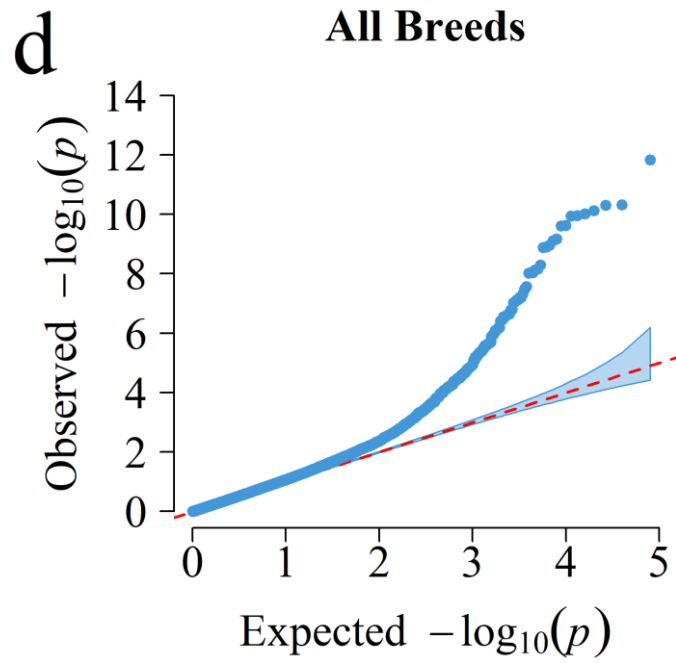 d
All Breeds
Observed −log₁₀(p)
14
12
10
8
6
4
2
0
0 1 2 3 4 5
Expected −log₁₀(p)